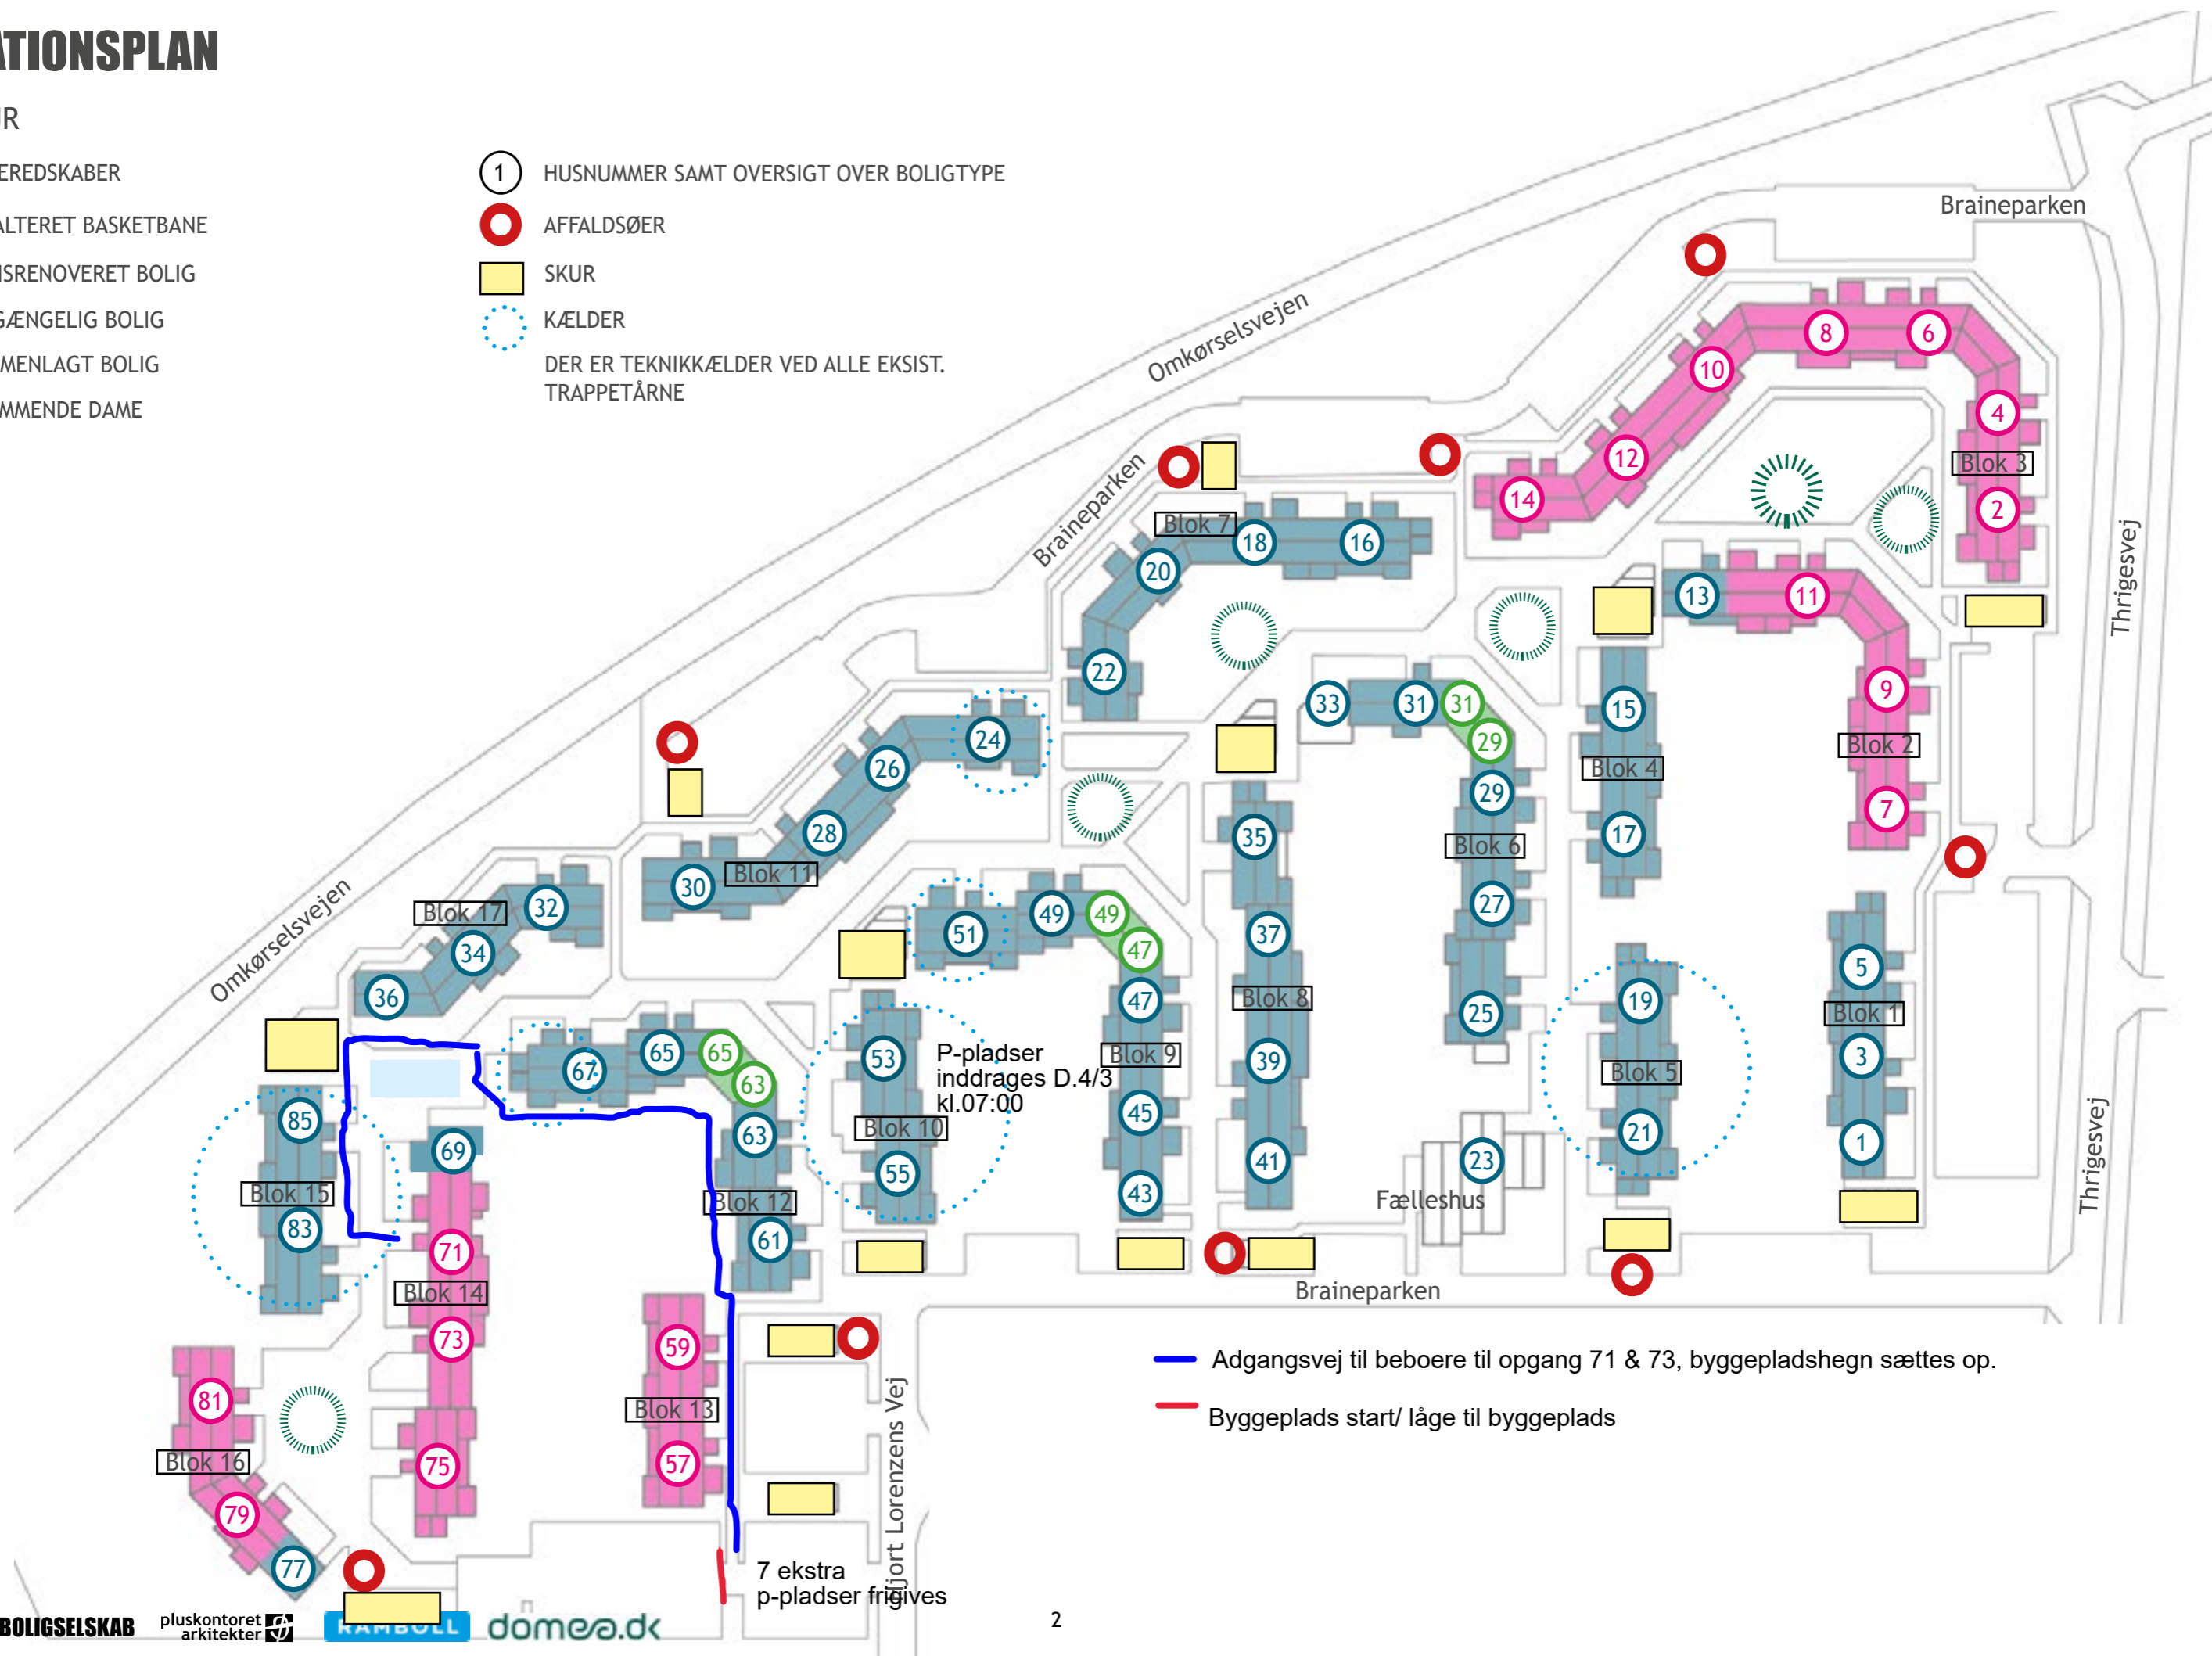 ATIONSPLAN
UR
EREDSKABER
ALTERET BASKETBANE
ISRENOVERET BOLIG
GÆNGELIG BOLIG
MENLAGT BOLIG
MMENDE DAME
1 HUSNUMMER SAMT OVERSIGT OVER BOLIGTYPE
AFFALDSØER
SKUR
KÆLDER
DER ER TEKNIKKÆLDER VED ALLE EKSIST.
TRAPPETÅRNE
Braineparken
Omkørselsvejen
8
6
10
4
12
Blok 3
14
2
Thrigesvej
Braineparken
Blok 7
18
16
20
22
13
11
9
Blok 2
7
33
31
31
29
29
Blok 6
27
25
15
Blok 4
17
24
26
28
Blok 11
30
35
37
Blok 8
39
41
51
49
49
47
47
Blok 9
45
43
Omkørselsvejen
Blok 17
32
34
36
5
Blok 1
3
1
19
Blok 5
21
23
Fælleshus
Thrigesvej
67
65
65
63
63
Blok 12
61
53
Blok 10
55
P-pladser
inddrages D.4/3
kl.07:00
85
Blok 15
83
69
71
Blok 14
73
75
59
Blok 13
57
81
Blok 16
79
77
Braineparken
Hjort Lorenzens Vej
Adgangsvej til beboere til opgang 71 & 73, byggepladshegn sættes op.
Byggeplads start/ låge til byggeplads
7 ekstra
p-pladser frigives
BOLIGSELSKAB
pluskontoret
arkitekter
RAMBOLL
domea.dk
2